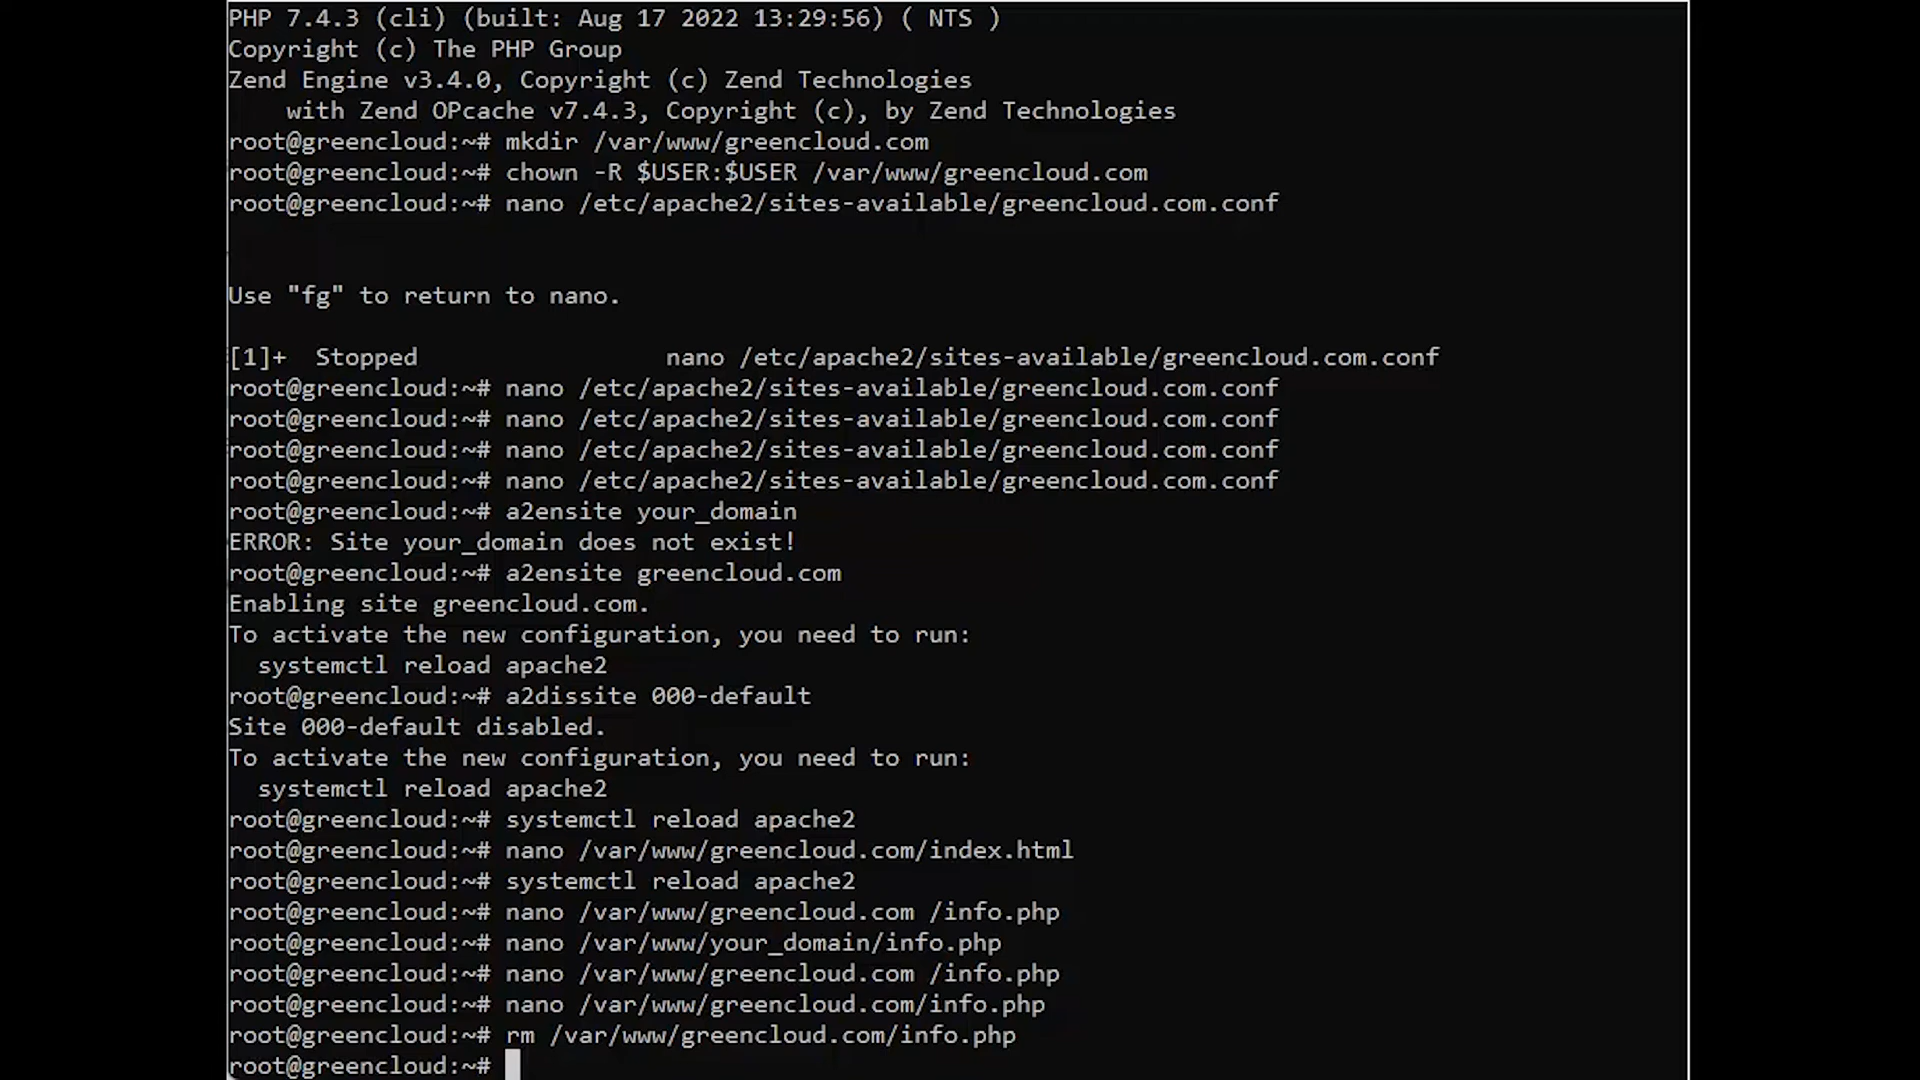 PHP 7.4.3 (cli) (built: Aug 17 2022 13:29:56) ( NTS )
Copyright (c) The PHP Group
Zend Engine v3.4.0, Copyright (c) Zend Technologies
    with Zend OPcache v7.4.3, Copyright (c), by Zend Technologies
root@greencloud:~# mkdir /var/www/greencloud.com
root@greencloud:~# chown -R $USER:$USER /var/www/greencloud.com
root@greencloud:~# nano /etc/apache2/sites-available/greencloud.com.conf
Use "fg" to return to nano.
[1]+  Stopped                 nano /etc/apache2/sites-available/greencloud.com.conf
root@greencloud:~# nano /etc/apache2/sites-available/greencloud.com.conf
root@greencloud:~# nano /etc/apache2/sites-available/greencloud.com.conf
root@greencloud:~# nano /etc/apache2/sites-available/greencloud.com.conf
root@greencloud:~# nano /etc/apache2/sites-available/greencloud.com.conf
root@greencloud:~# a2ensite your_domain
ERROR: Site your_domain does not exist!
root@greencloud:~# a2ensite greencloud.com
Enabling site greencloud.com.
To activate the new configuration, you need to run:
  systemctl reload apache2
root@greencloud:~# a2dissite 000-default
Site 000-default disabled.
To activate the new configuration, you need to run:
  systemctl reload apache2
root@greencloud:~# systemctl reload apache2
root@greencloud:~# nano /var/www/greencloud.com/index.html
root@greencloud:~# systemctl reload apache2
root@greencloud:~# nano /var/www/greencloud.com /info.php
root@greencloud:~# nano /var/www/your_domain/info.php
root@greencloud:~# nano /var/www/greencloud.com /info.php
root@greencloud:~# nano /var/www/greencloud.com/info.php
root@greencloud:~# rm /var/www/greencloud.com/info.php
root@greencloud:~#